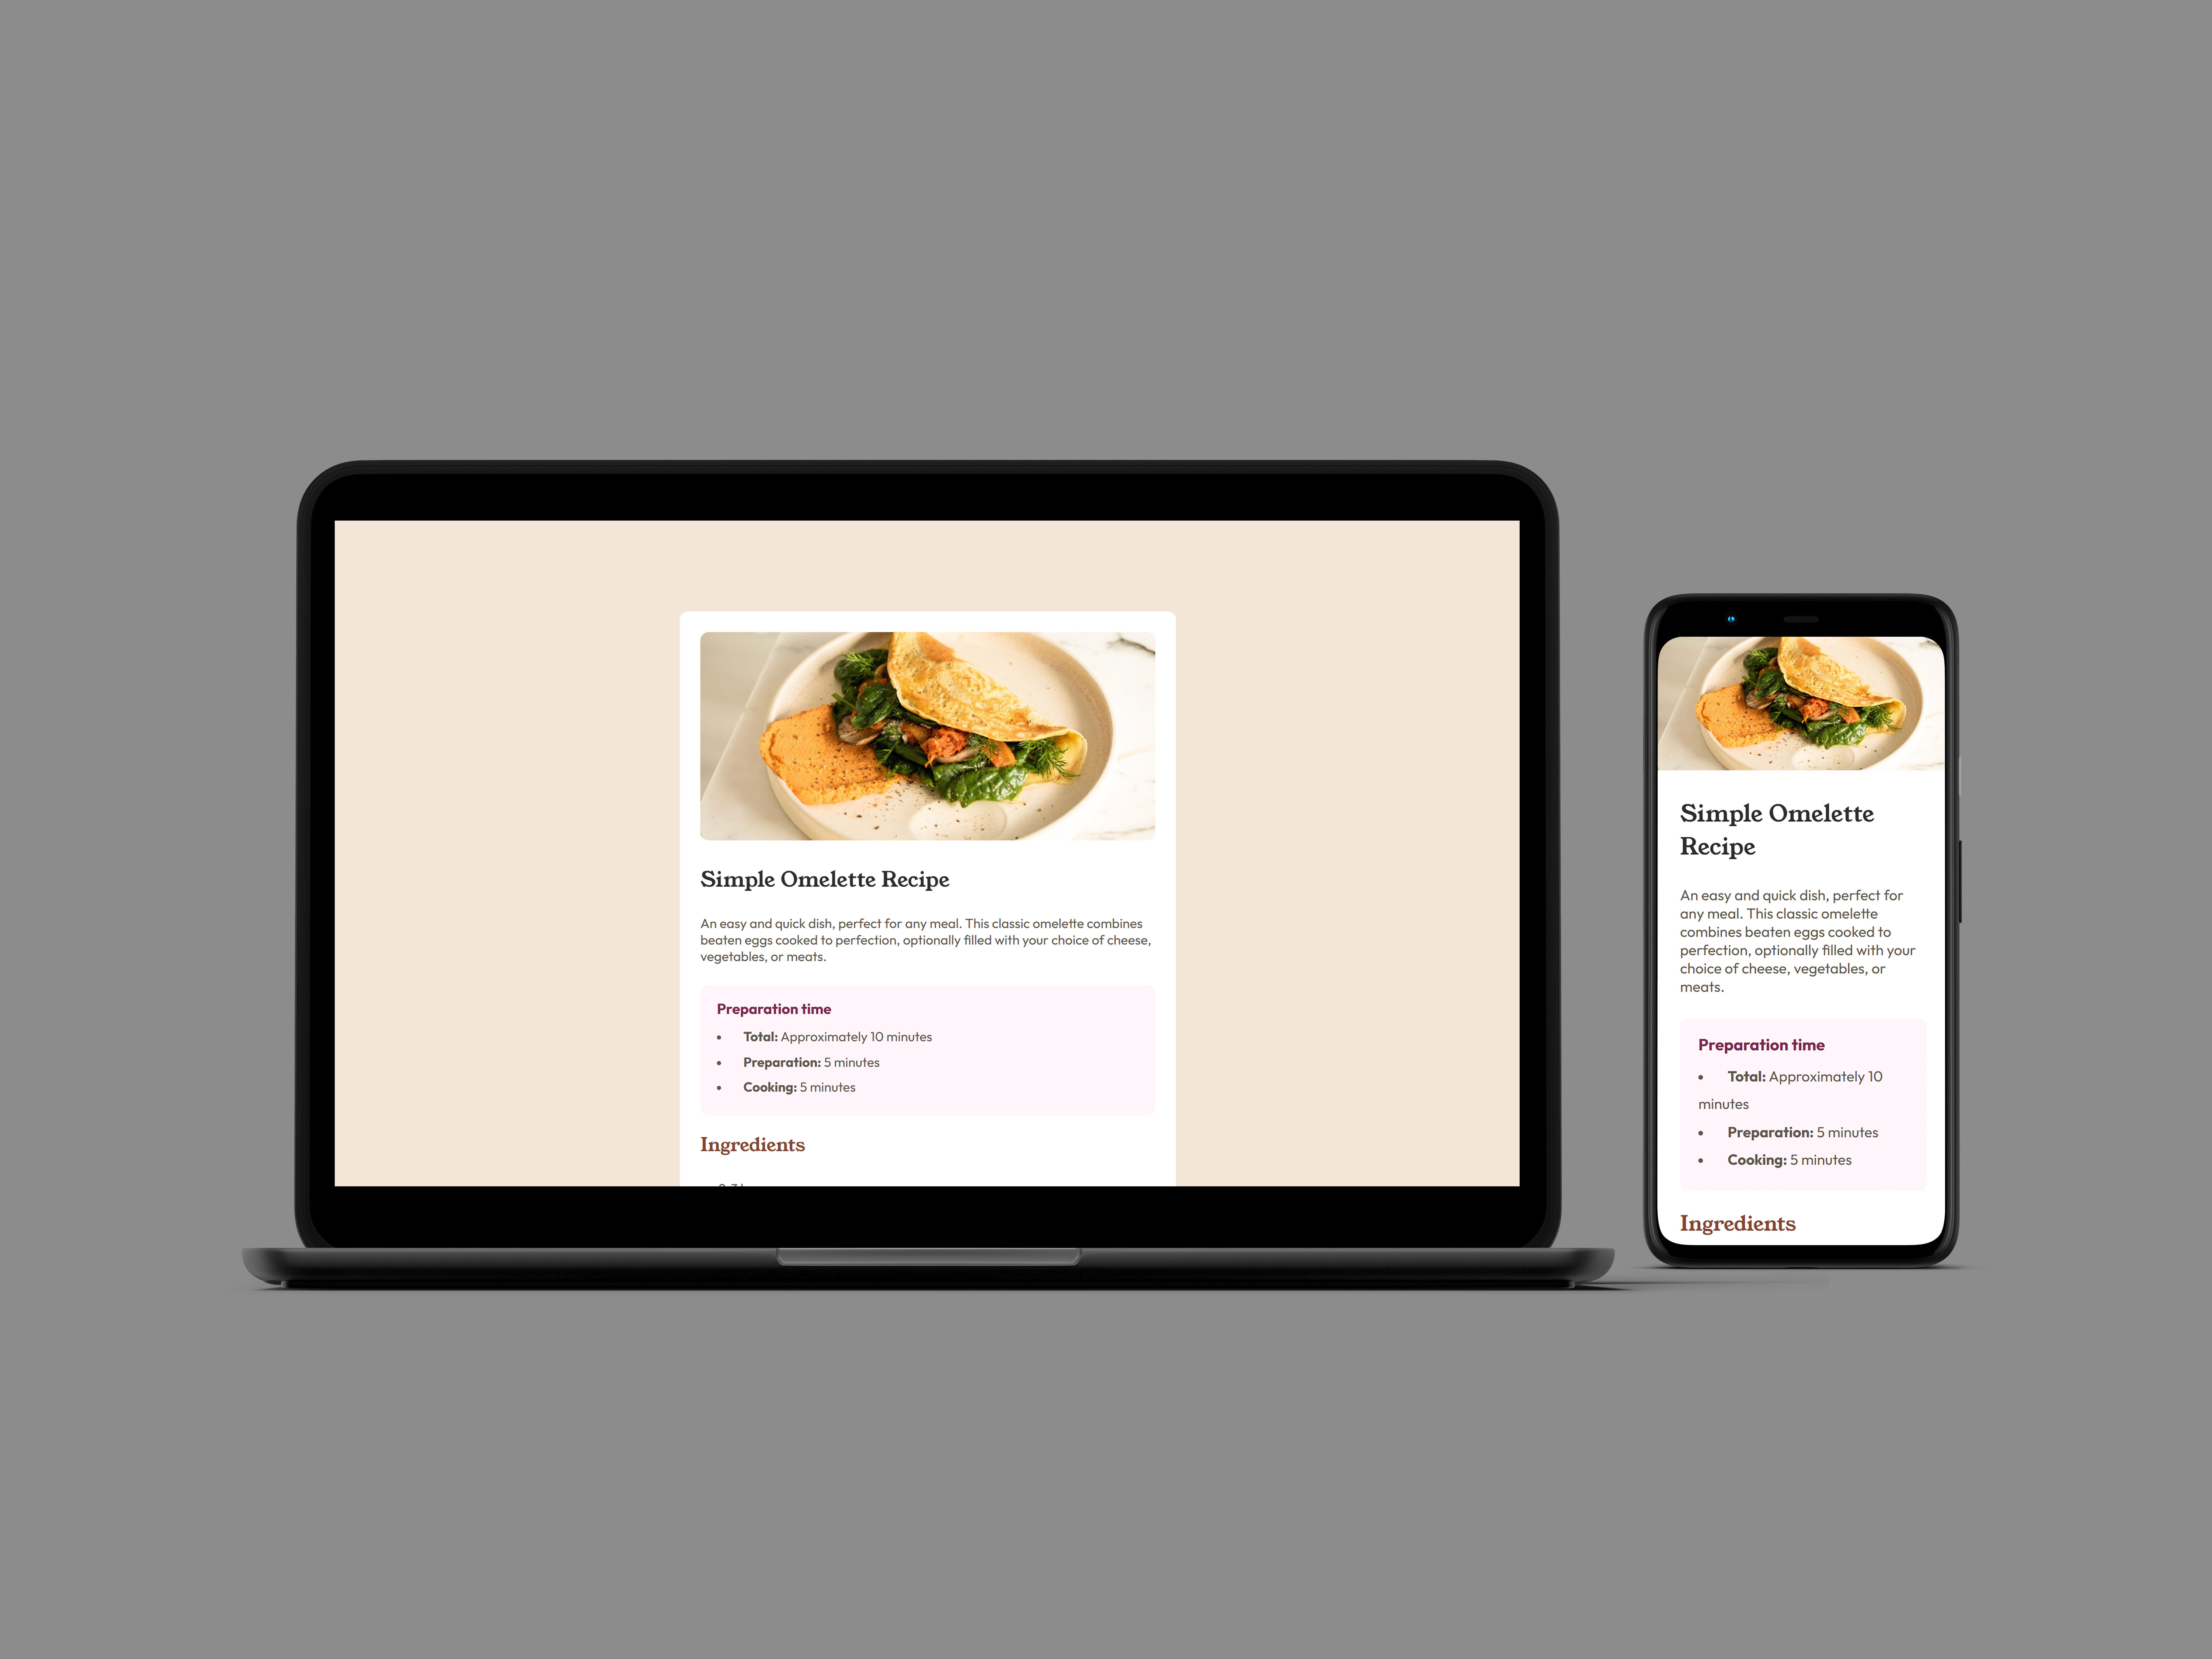 Simple Omelette Recipe
An easy and quick dish, perfect for any meal. This classic omelette combines
beaten eggs cooked to perfection, optionally filled with your choice of cheese,
vegetables, or meats.
Preparation time
• Total: Approximately 10 minutes
• Preparation: 5 minutes
• Cooking: 5 minutes
Ingredients
Simple Omelette
Recipe
An easy and quick dish, perfect for
any meal. This classic omelette
combines beaten eggs cooked to
perfection, optionally filled with your
choice of cheese, vegetables, or
meats.
Preparation time
• Total: Approximately 10
minutes
• Preparation: 5 minutes
• Cooking: 5 minutes
Ingredients